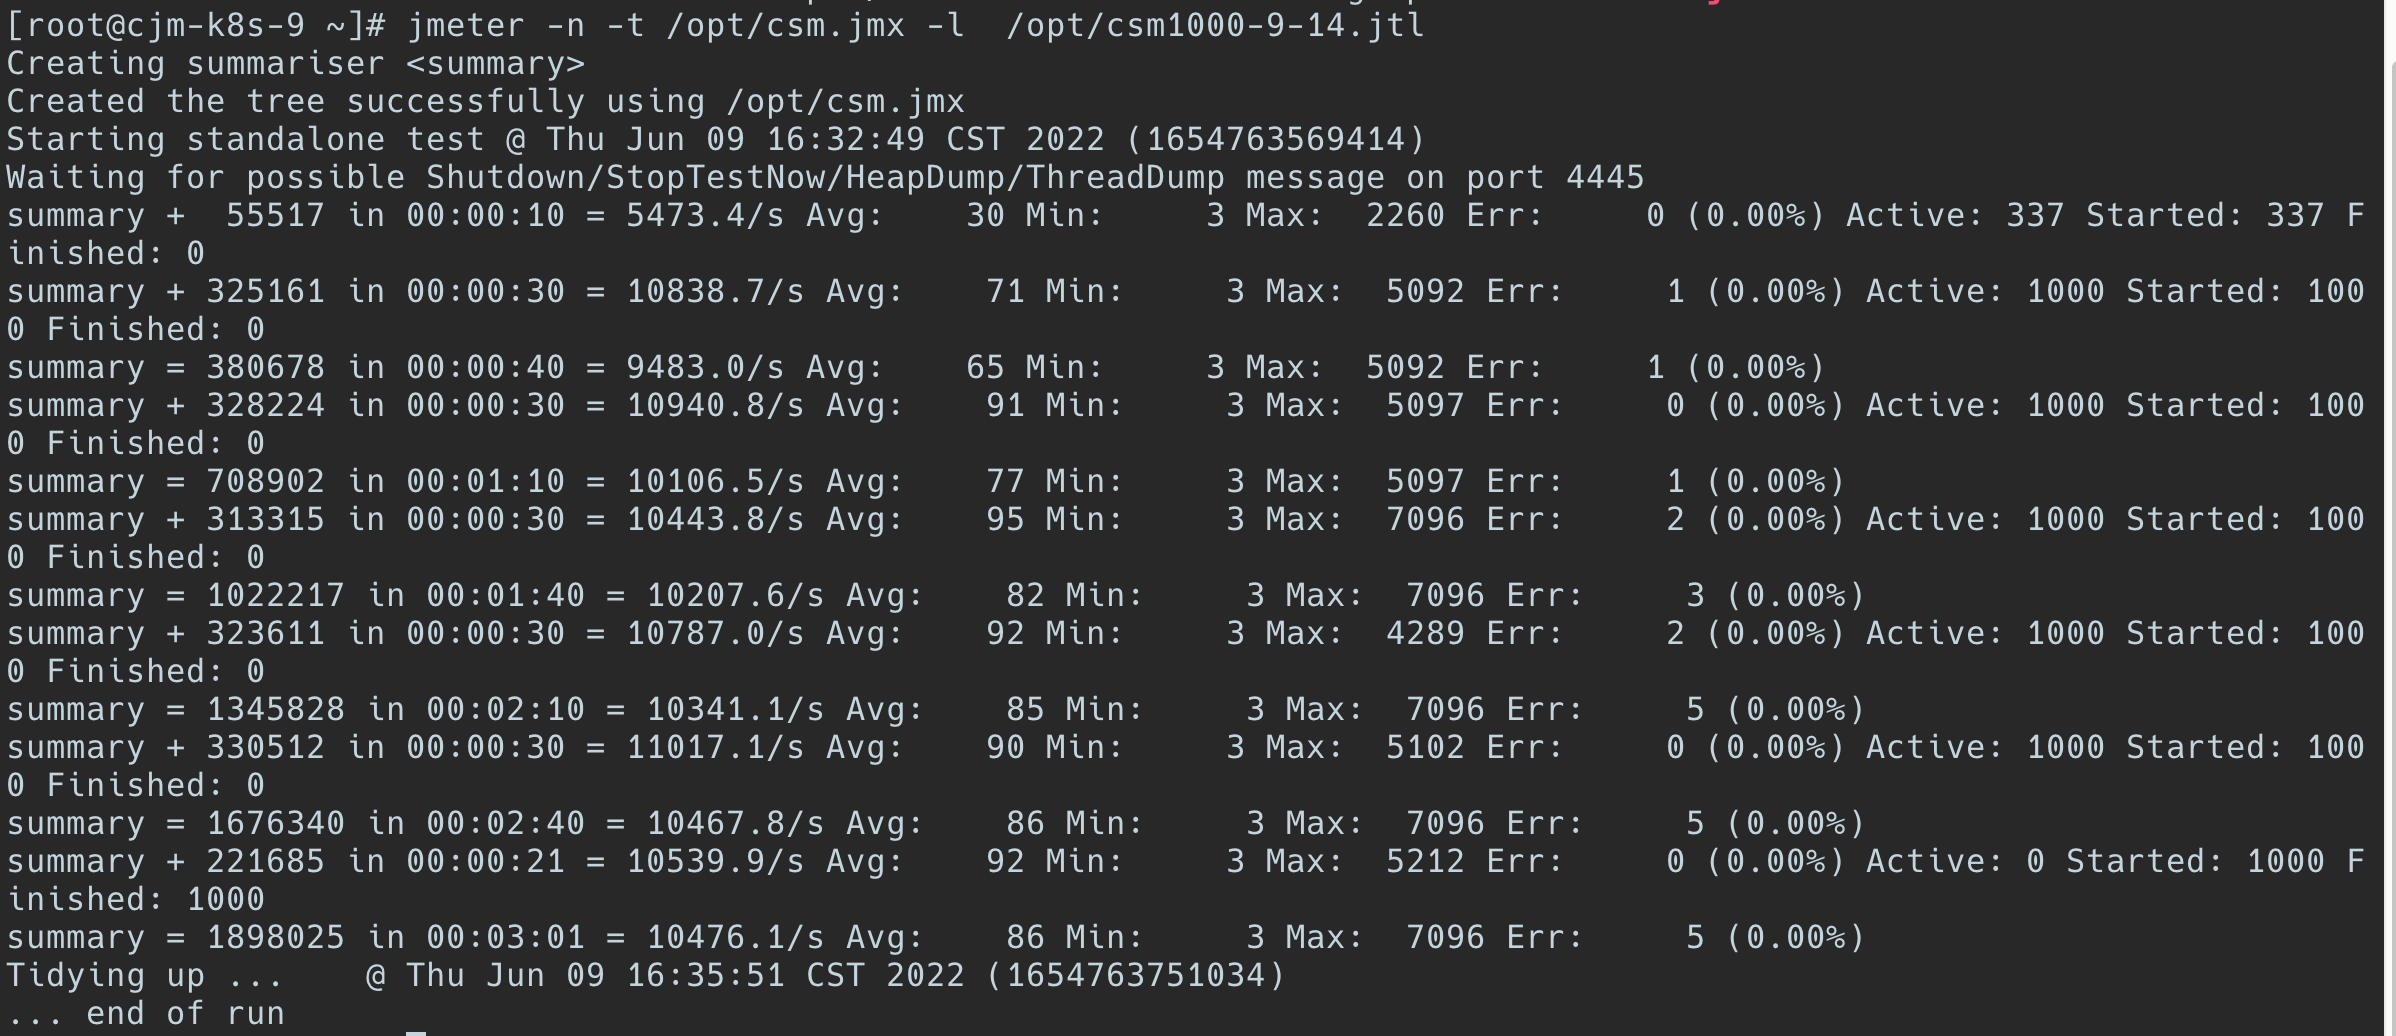 [root@cjm-k8s-9 ~]# jmeter -n -t /opt/csm.jmx -l  /opt/csm1000-9-14.jtl
Creating summariser <summary>
Created the tree successfully using /opt/csm.jmx
Starting standalone test @ Thu Jun 09 16:32:49 CST 2022 (1654763569414)
Waiting for possible Shutdown/StopTestNow/HeapDump/ThreadDump message on port 4445
summary +  55517 in 00:00:10 = 5473.4/s Avg:    30 Min:     3 Max:  2260 Err:     0 (0.00%) Active: 337 Started: 337 F
inished: 0
summary + 325161 in 00:00:30 = 10838.7/s Avg:    71 Min:     3 Max:  5092 Err:     1 (0.00%) Active: 1000 Started: 100
0 Finished: 0
summary = 380678 in 00:00:40 = 9483.0/s Avg:    65 Min:     3 Max:  5092 Err:     1 (0.00%)
summary + 328224 in 00:00:30 = 10940.8/s Avg:    91 Min:     3 Max:  5097 Err:     0 (0.00%) Active: 1000 Started: 100
0 Finished: 0
summary = 708902 in 00:01:10 = 10106.5/s Avg:    77 Min:     3 Max:  5097 Err:     1 (0.00%)
summary + 313315 in 00:00:30 = 10443.8/s Avg:    95 Min:     3 Max:  7096 Err:     2 (0.00%) Active: 1000 Started: 100
0 Finished: 0
summary = 1022217 in 00:01:40 = 10207.6/s Avg:    82 Min:     3 Max:  7096 Err:     3 (0.00%)
summary + 323611 in 00:00:30 = 10787.0/s Avg:    92 Min:     3 Max:  4289 Err:     2 (0.00%) Active: 1000 Started: 100
0 Finished: 0
summary = 1345828 in 00:02:10 = 10341.1/s Avg:    85 Min:     3 Max:  7096 Err:     5 (0.00%)
summary + 330512 in 00:00:30 = 11017.1/s Avg:    90 Min:     3 Max:  5102 Err:     0 (0.00%) Active: 1000 Started: 100
0 Finished: 0
summary = 1676340 in 00:02:40 = 10467.8/s Avg:    86 Min:     3 Max:  7096 Err:     5 (0.00%)
summary + 221685 in 00:00:21 = 10539.9/s Avg:    92 Min:     3 Max:  5212 Err:     0 (0.00%) Active: 0 Started: 1000 F
inished: 1000
summary = 1898025 in 00:03:01 = 10476.1/s Avg:    86 Min:     3 Max:  7096 Err:     5 (0.00%)
Tidying up ...    @ Thu Jun 09 16:35:51 CST 2022 (1654763751034)
... end of run